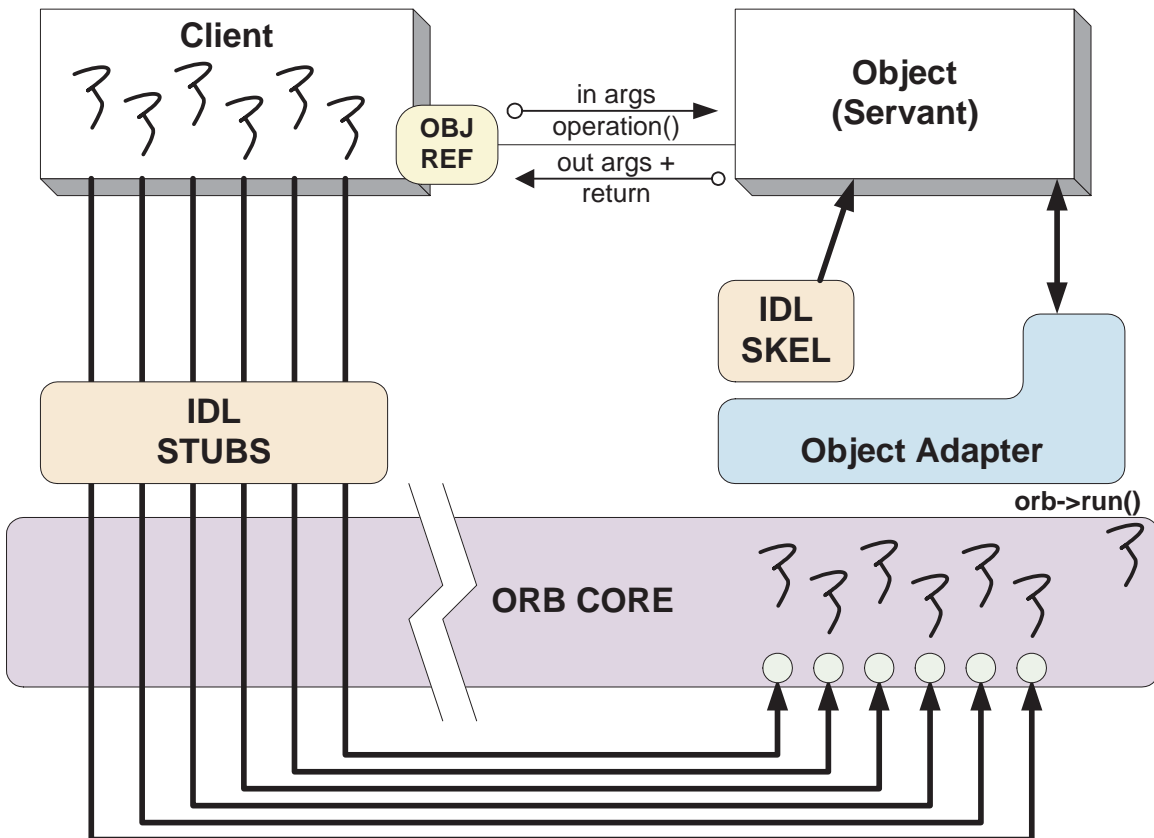 Client
OBJ
REF
in args
operation()
out args +
return
Object
(Servant)
IDL
SKEL
IDL
STUBS
Object Adapter
orb->run()
ORB CORE